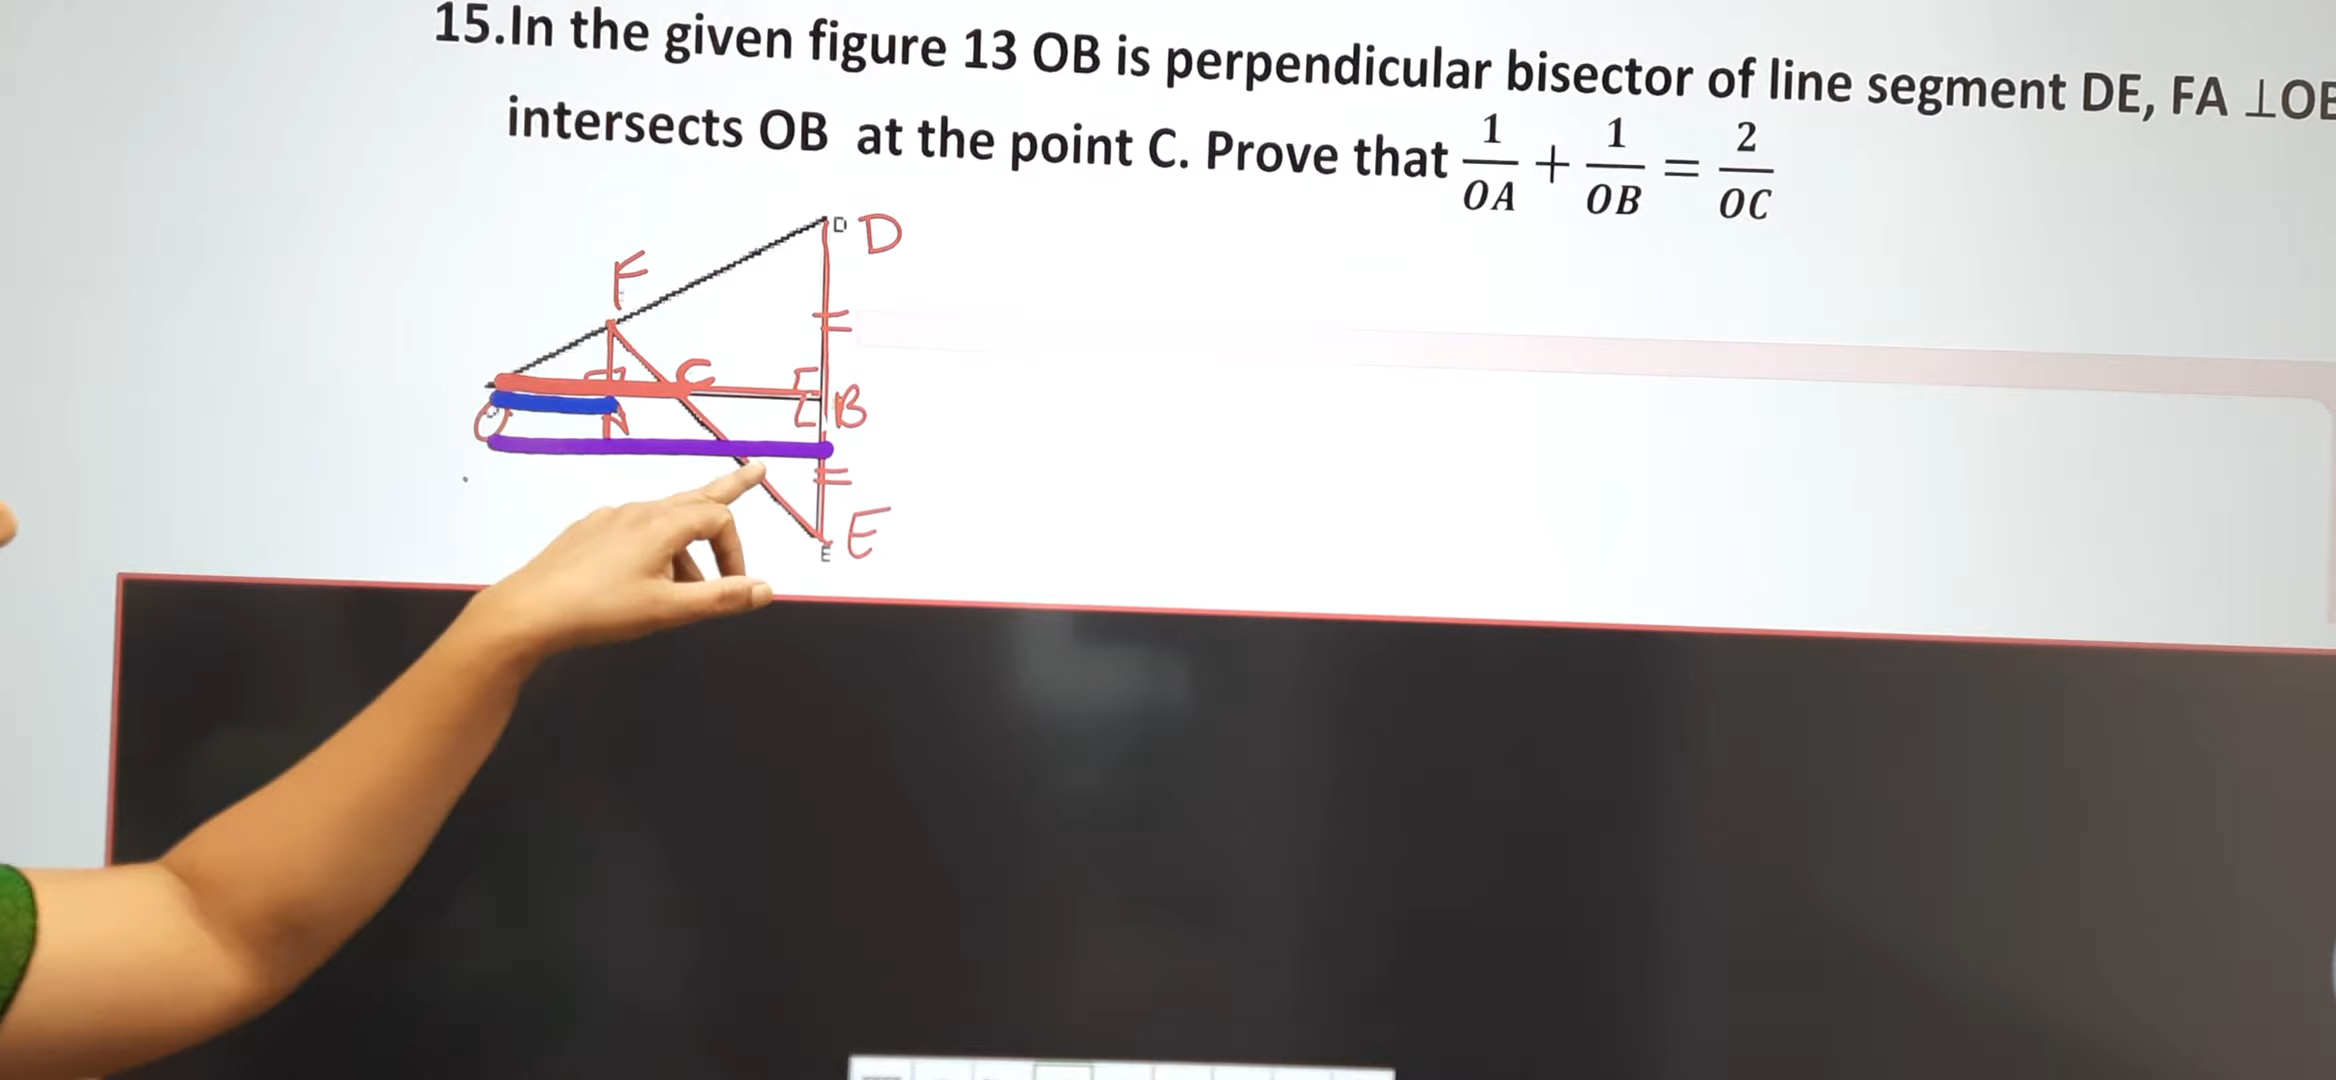 15.In the given figure 13 OB is perpendicular bisector of line segment DE, FA ⊥OB
intersects OB at the point C. Prove that 1/OA + 1/OB = 2/OC
D D
F
C
B
O A
E E